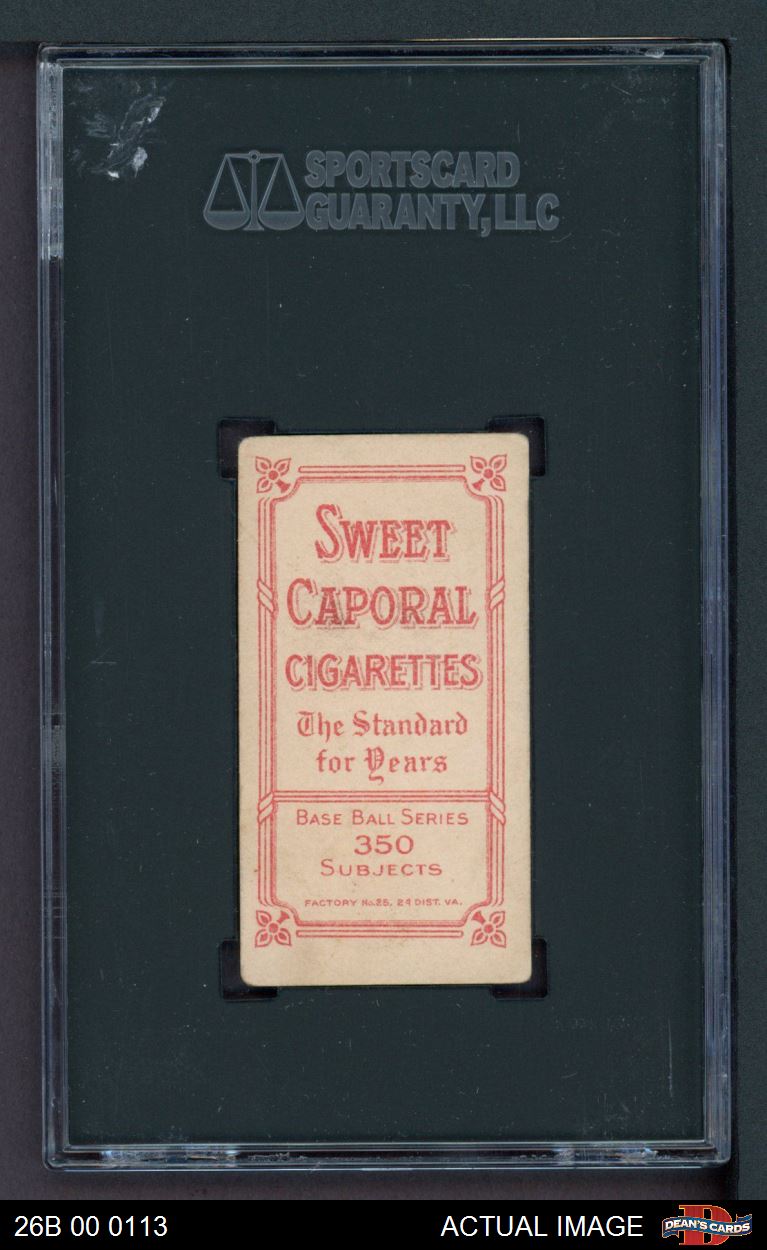 SPORTSCARD
GUARANTY, LLC
SWEET
CAPORAL
CIGARETTES
The Standard
for Years
BASE BALL SERIES
350
SUBJECTS
FACTORY No. 25, 2d DIST. VA.
26B 00 0113
ACTUAL IMAGE
DEAN'S CARDS